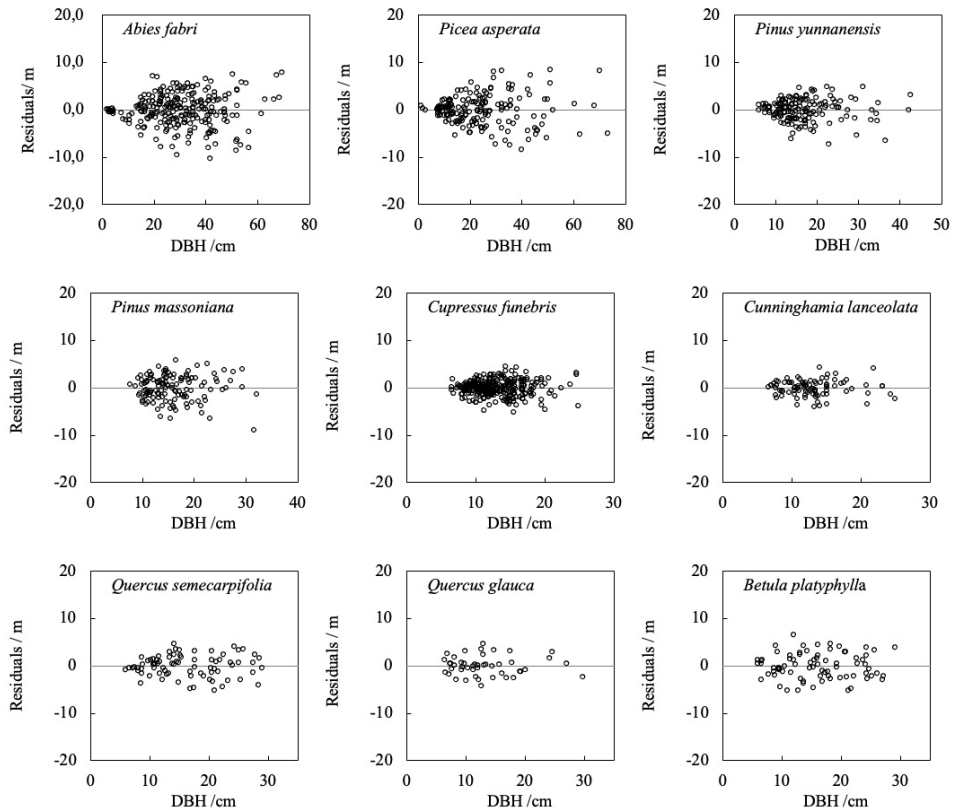 Abies fabri
20,0
10,0
0,0
-10,0
-20,0
0 20 40 60 80
Residuals/ m
DBH /cm
Picea asperata
20
10
0
-10
-20
0 20 40 60 80
Residuals / m
DBH /cm
Pinus yunnanensis
20
10
0
-10
-20
0 10 20 30 40 50
Residuals / m
DBH /cm
Pinus massoniana
20
10
0
-10
-20
0 10 20 30 40
Residuals / m
DBH /cm
Cupressus funebris
20
10
0
-10
-20
0 10 20 30
Residuals / m
DBH /cm
Cunninghamia lanceolata
20
10
0
-10
-20
0 10 20 30
Residuals / m
DBH /cm
Quercus semecarpifolia
20
10
0
-10
-20
0 10 20 30
Residuals / m
DBH /cm
Quercus glauca
20
10
0
-10
-20
0 10 20 30
Residuals / m
DBH /cm
Betula platyphylla
20
10
0
-10
-20
0 10 20 30
Residuals / m
DBH /cm